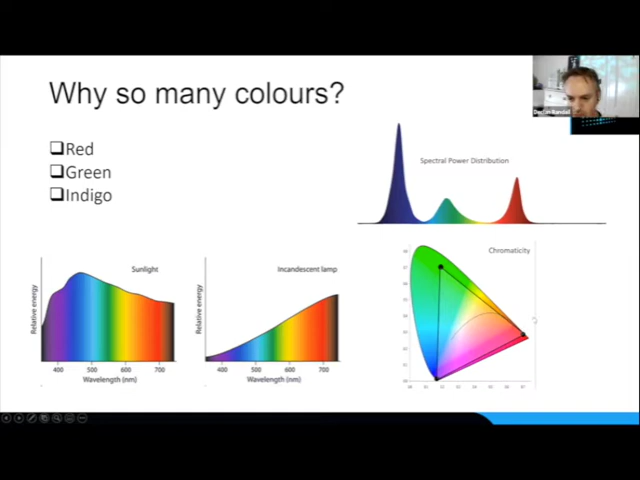 Why so many colours?
Red
Green
Indigo
Spectral Power Distribution
Sunlight
Relative energy
400 500 600 700
Wavelength (nm)
Incandescent lamp
Relative energy
400 500 600 700
Wavelength (nm)
Chromaticity